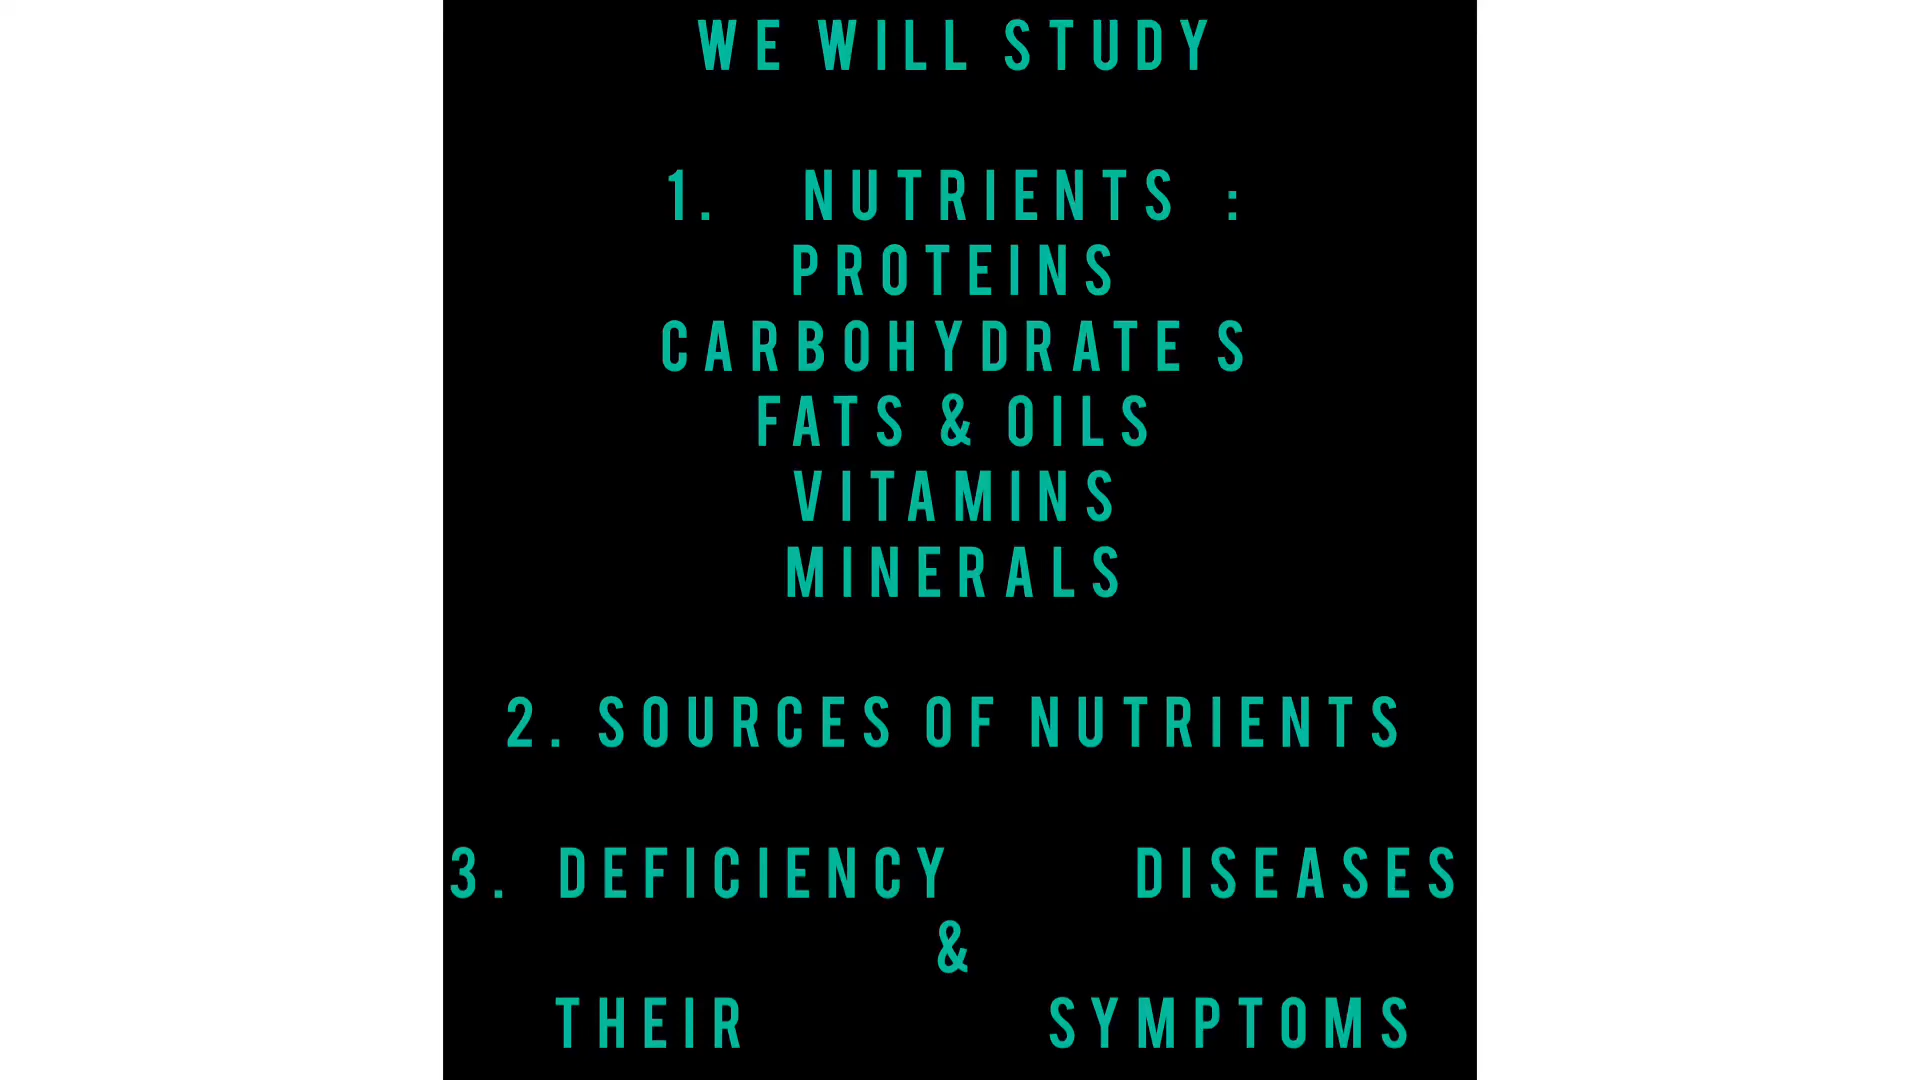 WE WILL STUDY
1. NUTRIENTS :
PROTEINS
CARBOHYDRATE S
FATS & OILS
VITAMINS
MINERALS
2. SOURCES OF NUTRIENTS
3. DEFICIENCY DISEASES
&
THEIR SYMPTOMS